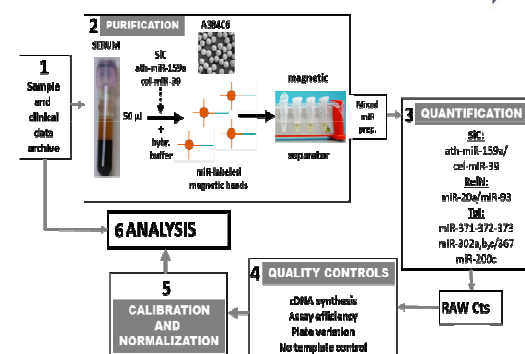 1
Sample
and
clinical
data
archive
2 PURIFICATION
SERUM
A384C6
SIC
ath-miR-159a
cel-miR-39
50 µl
+
hybr.
buffer
miR-labeled
magnetic beads
magnetic
separator
Mixed
miR
prep.
3 QUANTIFICATION
SIC:
ath-miR-159a/
cel-miR-39
RefN:
miR-20a/miR-93
miR-371-372-373
miR-302a,b,c/367
miR-200c
RAW Cts
4 QUALITY CONTROLS
cDNA synthesis
Assay efficiency
Plate variation
No template control
5
CALIBRATION
AND
NORMALIZATION
6 ANALYSIS